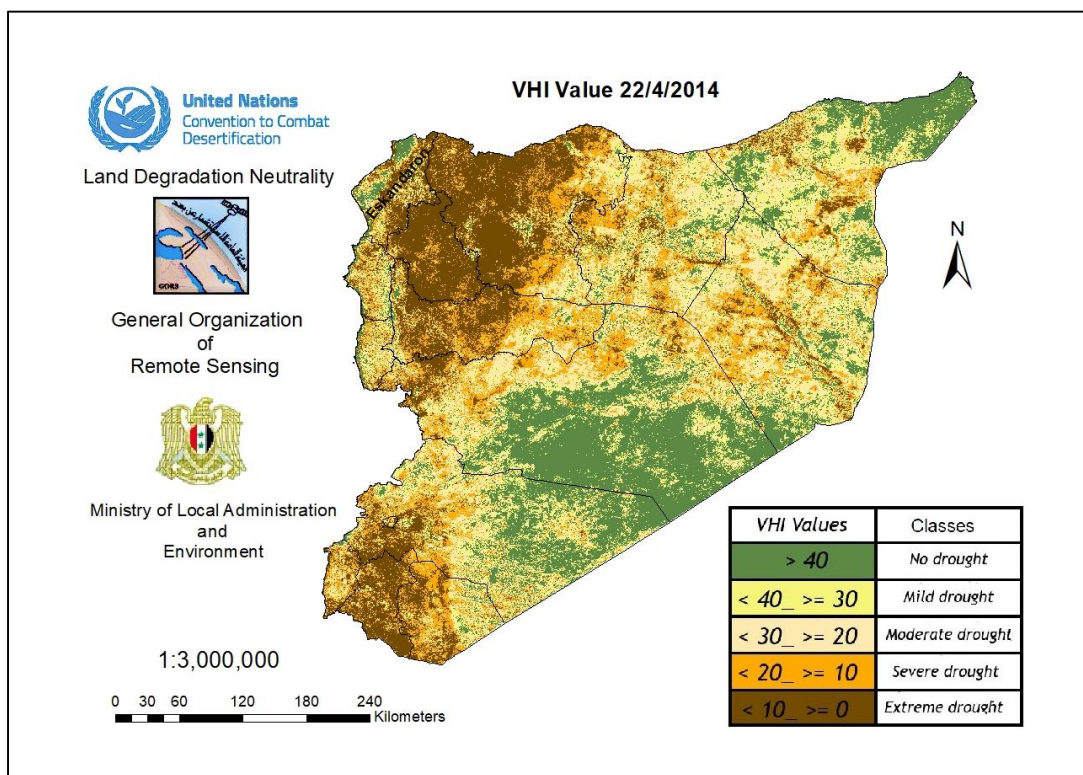 VHI Value 22/4/2014
United Nations
Convention to Combat
Desertification
Land Degradation Neutrality
GORS
General Organization
of
Remote Sensing
Ministry of Local Administration
and
Environment
Eskandaron
N
1:3,000,000
0 30 60 120 180 240
Kilometers
VHI Values Classes
> 40 No drought
< 40_ >= 30 Mild drought
< 30_ >= 20 Moderate drought
< 20_ >= 10 Severe drought
< 10_ >= 0 Extreme drought